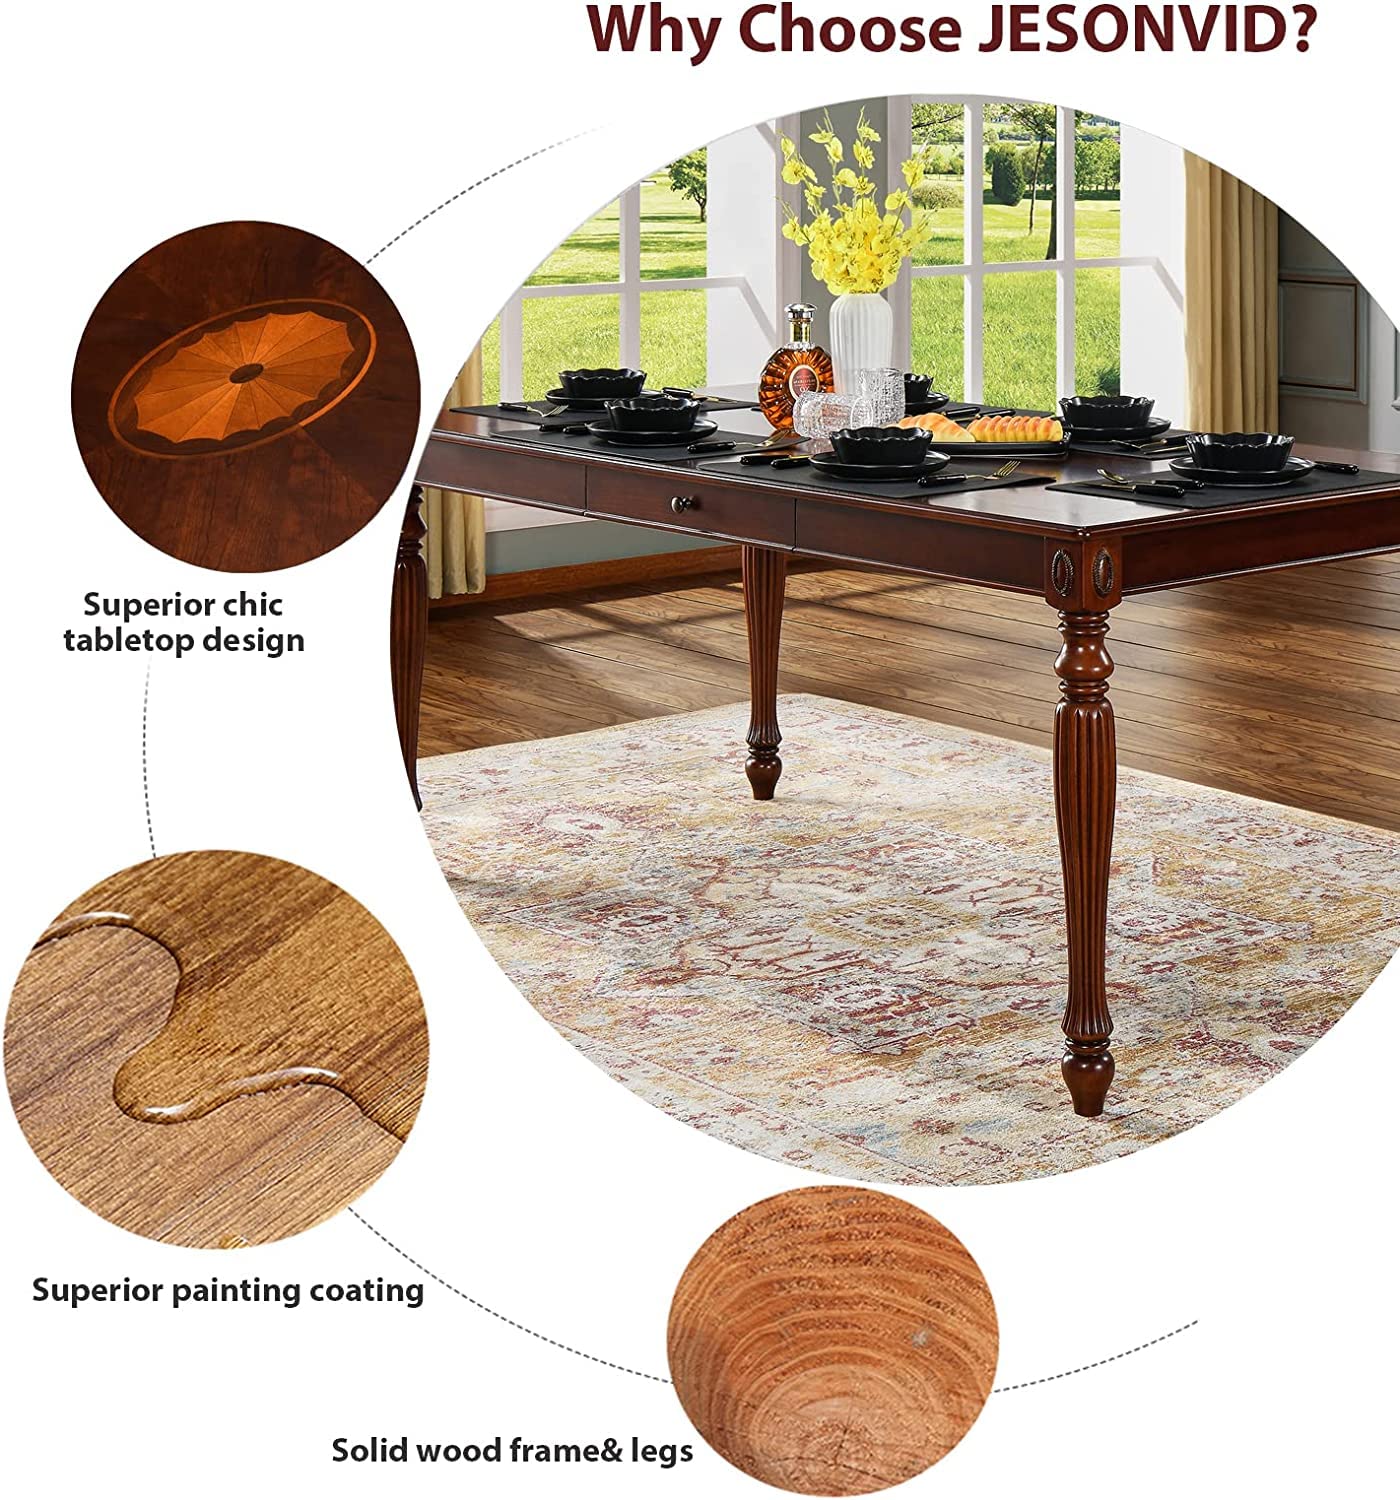 Why Choose JESONVID?
Superior chic
tabletop design
Superior painting coating
Solid wood frame& legs